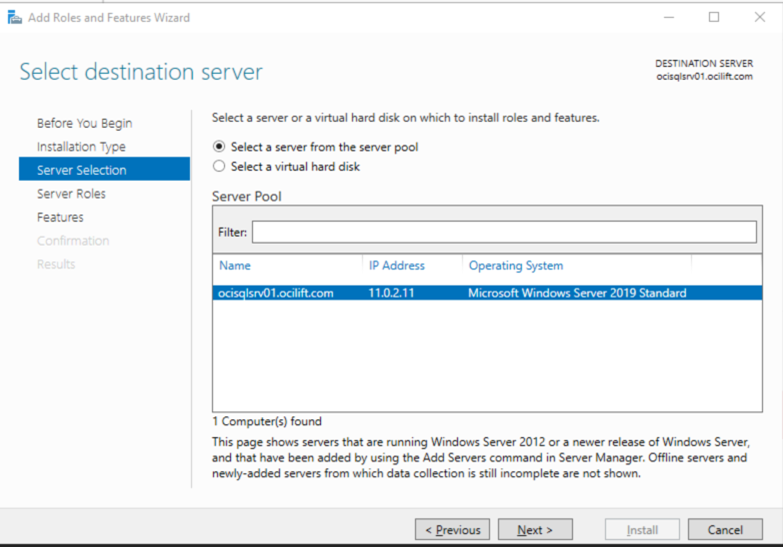 Add Roles and Features Wizard
Select destination server
DESTINATION SERVER
ocisqlsrv01.ocilift.com
Before You Begin
Installation Type
Server Selection
Server Roles
Features
Confirmation
Results
Select a server or a virtual hard disk on which to install roles and features.
Select a server from the server pool
Select a virtual hard disk
Server Pool
Filter:
Name IP Address Operating System
ocisqlsrv01.ocilift.com 11.0.2.11 Microsoft Windows Server 2019 Standard
1 Computer(s) found
This page shows servers that are running Windows Server 2012 or a newer release of Windows Server,
and that have been added by using the Add Servers command in Server Manager. Offline servers and
newly-added servers from which data collection is still incomplete are not shown.
< Previous Next > Install Cancel